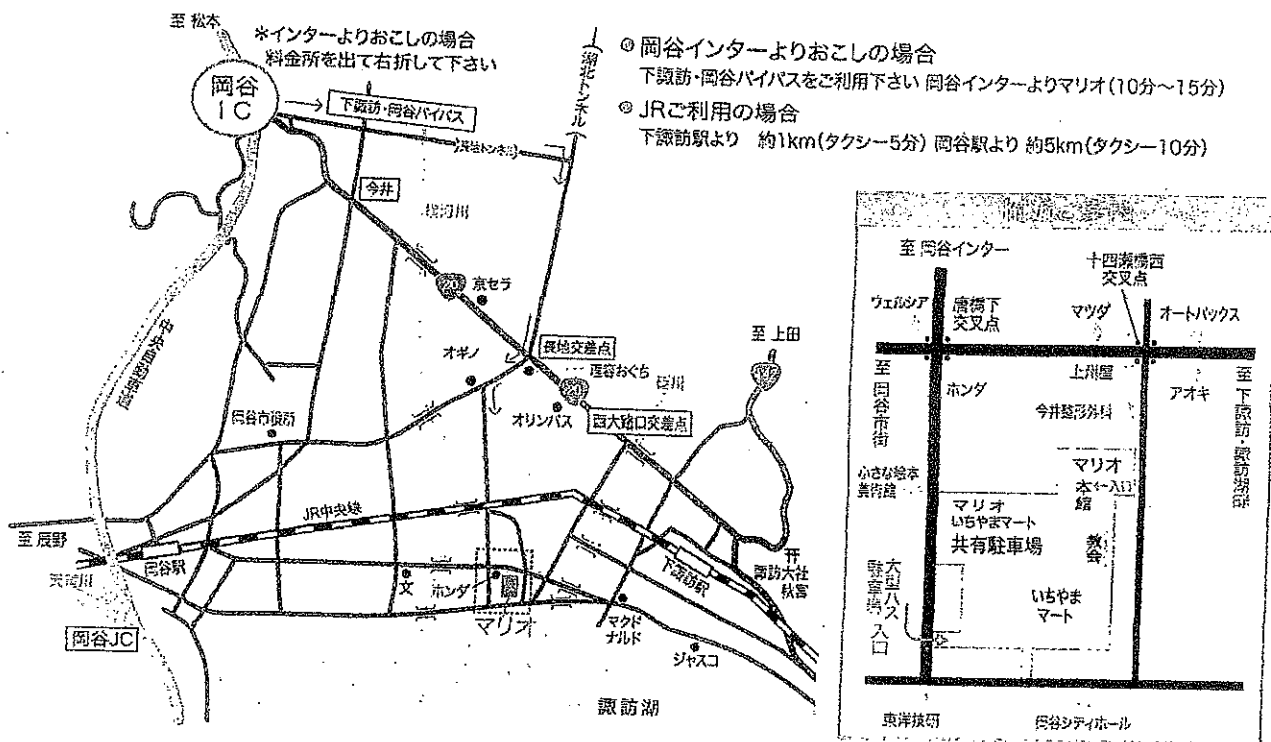 至 松本
*インターよりおこしの場合
料金所を出て右折して下さい
岡谷
IC
下諏訪・岡谷バイパス
(湖北トンネル)
岡谷インターよりおこしの場合
下諏訪・岡谷バイパスをご利用下さい 岡谷インターよりマリオ(10分〜15分)
JRご利用の場合
下諏訪駅より 約1km(タクシー5分) 岡谷駅より 約5km(タクシー10分)
今井
20
京セラ
オギノ
長地交差点
理容おぐち
20
オリンパス
西大路口交差点
至 上田
中央自動車道
岡谷市役所
JR中央線
至 辰野
天竜川
岡谷駅
岡谷JC
文
ホンダ
マリオ
下諏訪駅
諏訪大社
秋宮
マクド
ナルド
ジャスコ
諏訪湖
至 岡谷インター
十四瀬橋西
交叉点
ウェルシア
唐橋下
交叉点
マツダ
オートバックス
至 岡谷市街
ホンダ
上州屋
アオキ
至 下諏訪・諏訪湖畔
今井整形外科
小さな絵本
美術館
マリオ
本館
入口
マリオ
いちやまマート
共有駐車場
教会
大型バス
駐車場 入口
いちやま
マート
東洋技研
岡谷シティホール